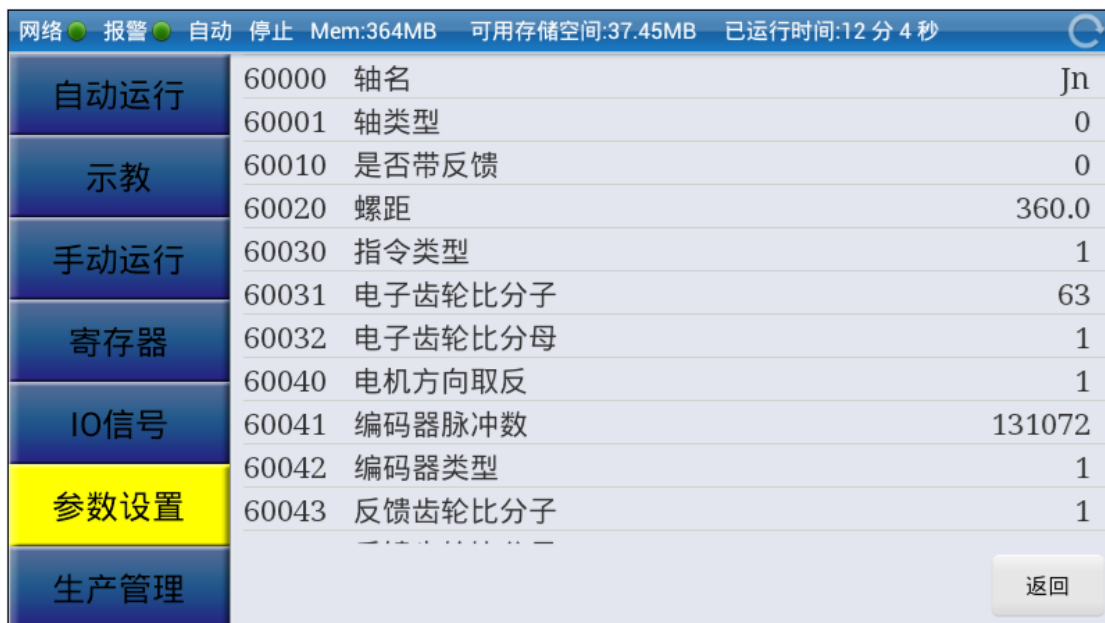 网络 报警 自动 停止 Mem:364MB 可用存储空间:37.45MB 已运行时间:12 分 4 秒
自动运行
示教
手动运行
寄存器
IO信号
参数设置
生产管理
60000 轴名 Jn
60001 轴类型 0
60010 是否带反馈 0
60020 螺距 360.0
60030 指令类型 1
60031 电子齿轮比分子 63
60032 电子齿轮比分母 1
60040 电机方向取反 1
60041 编码器脉冲数 131072
60042 编码器类型 1
60043 反馈齿轮比分子 1
返回